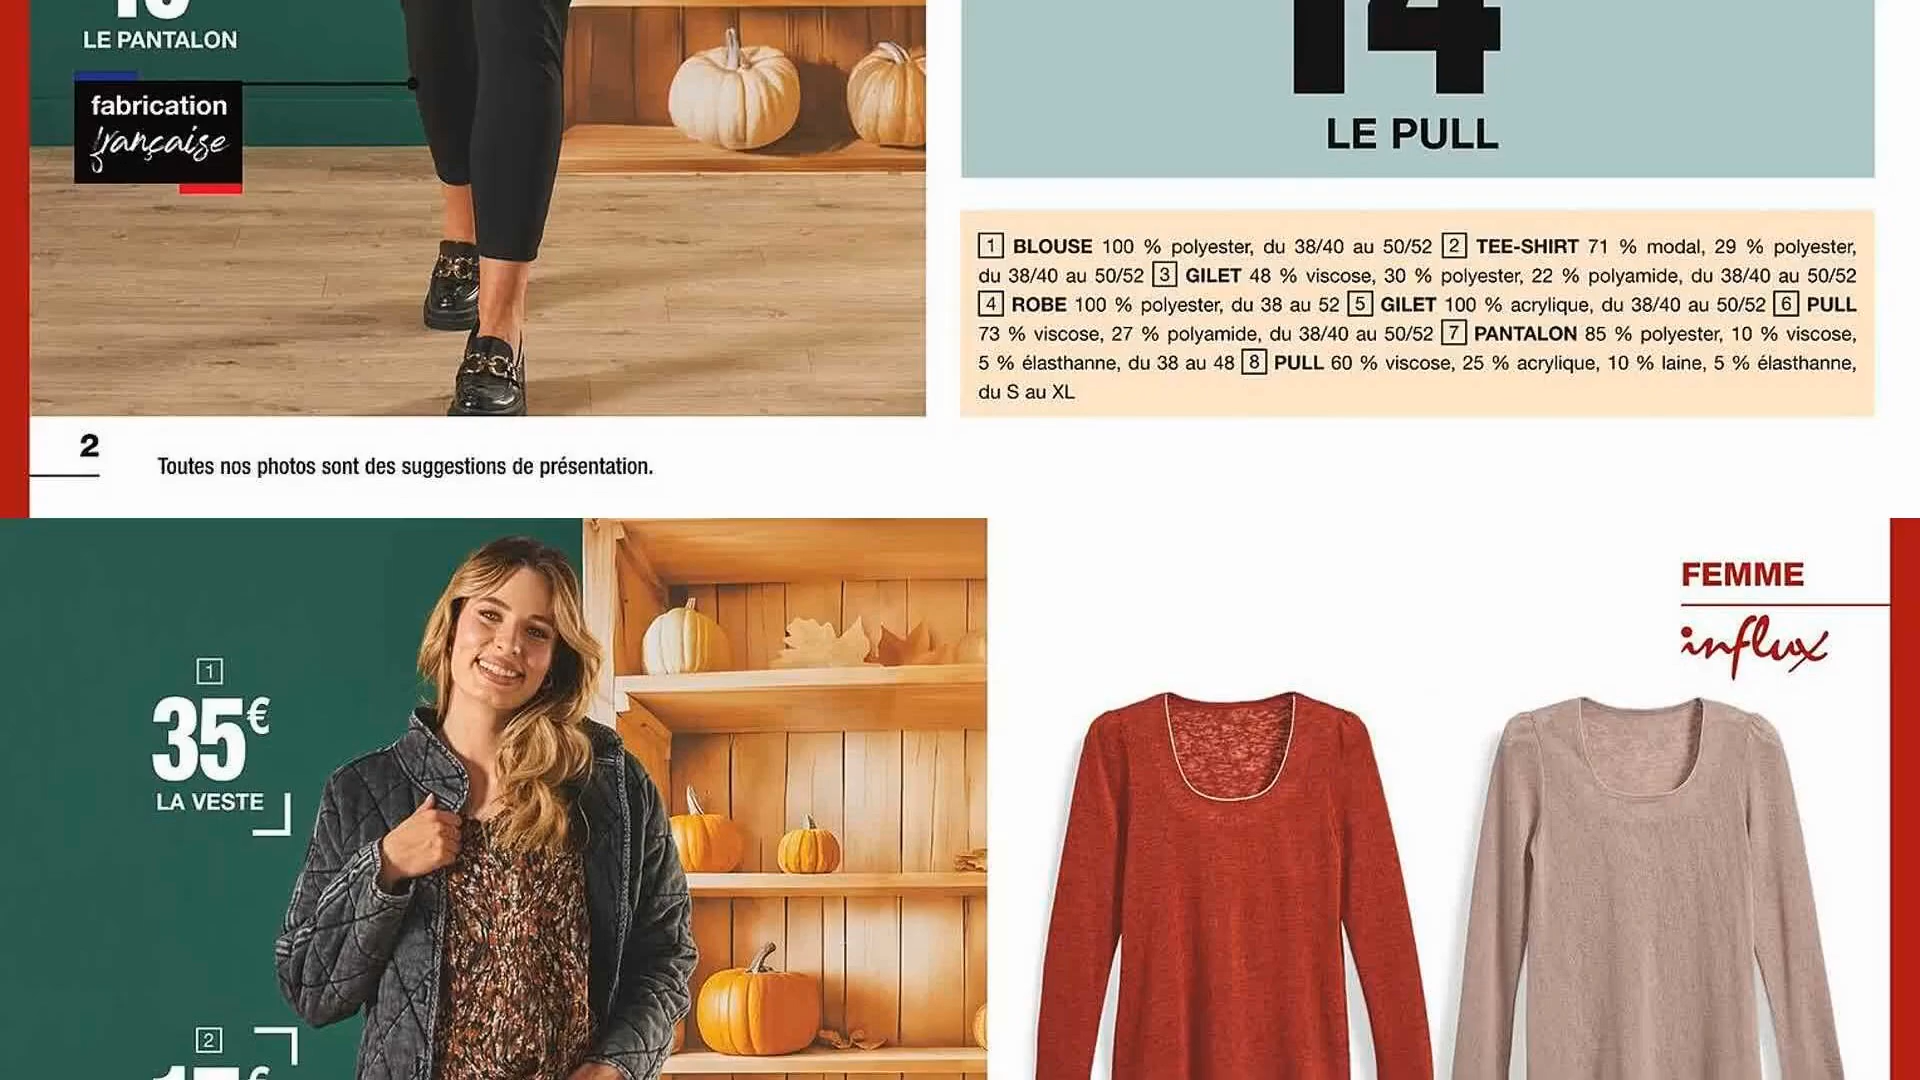 LE PANTALON
fabrication
française
14
LE PULL
1 BLOUSE 100 % polyester, du 38/40 au 50/52 2 TEE-SHIRT 71 % modal, 29 % polyester,
du 38/40 au 50/52 3 GILET 48 % viscose, 30 % polyester, 22 % polyamide, du 38/40 au 50/52
4 ROBE 100 % polyester, du 38 au 52 5 GILET 100 % acrylique, du 38/40 au 50/52 6 PULL
73 % viscose, 27 % polyamide, du 38/40 au 50/52 7 PANTALON 85 % polyester, 10 % viscose,
5 % élasthanne, du 38 au 48 8 PULL 60 % viscose, 25 % acrylique, 10 % laine, 5 % élasthanne,
du S au XL
2
Toutes nos photos sont des suggestions de présentation.
FEMME
influx
1
35€
LA VESTE
2